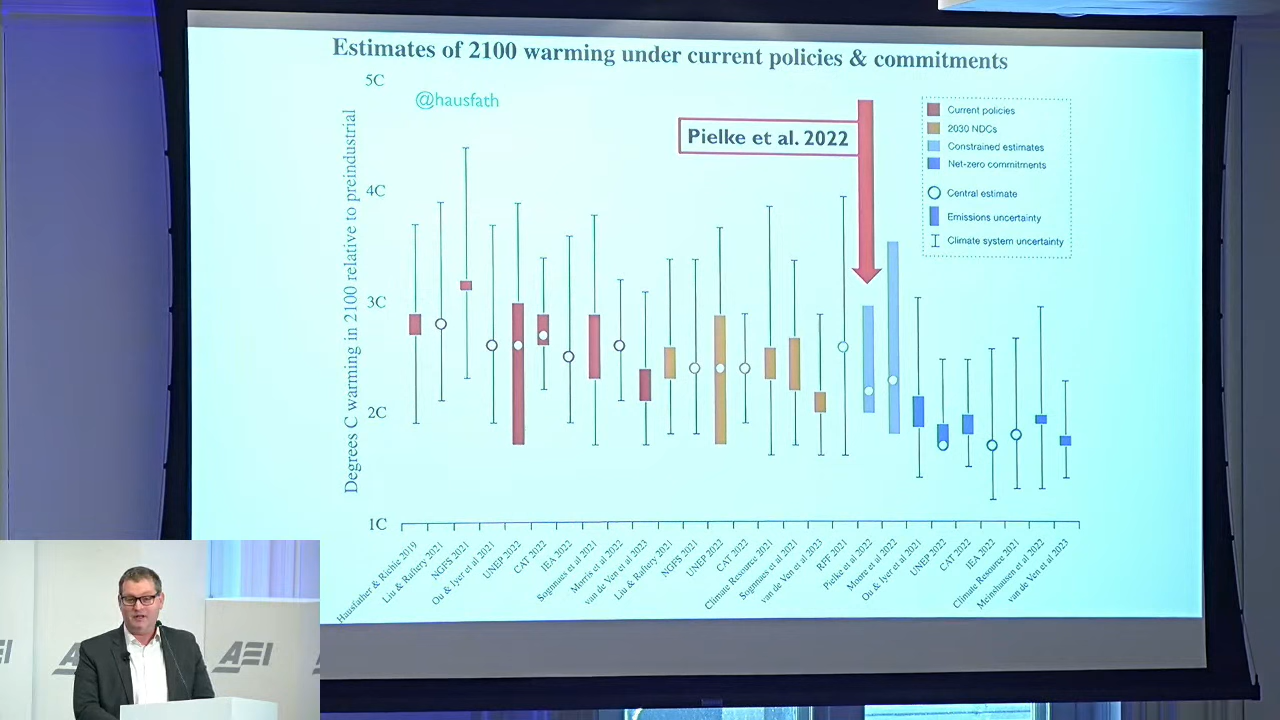 Estimates of 2100 warming under current policies & commitments
5C
@hausfath
Pielke et al. 2022
Current policies
2030 NDCs
Constrained estimates
Net-zero commitments
Central estimate
Emissions uncertainty
Climate system uncertainty
Degrees C warming in 2100 relative to preindustrial
4C
3C
2C
1C
Hausfather & Richie 2019
Liu & Raftery 2021
NGFS 2021
Ou & Iyer et al 2021
UNEP 2022
CAT 2022
IEA 2022
Sognnaes et al 2021
Morris et al 2022
van de Ven et al 2023
Liu & Raftery 2021
NGFS 2021
UNEP 2022
CAT 2022
Climate Resource 2021
Sognnaes et al 2021
van de Ven et al 2023
RFF 2021
Pielke et al 2022
Moore et al 2022
Ou & Iyer et al 2021
UNEP 2022
CAT 2022
IEA 2022
Climate Resource 2021
Meinshausen et al 2022
van de Ven et al 2023
AEI